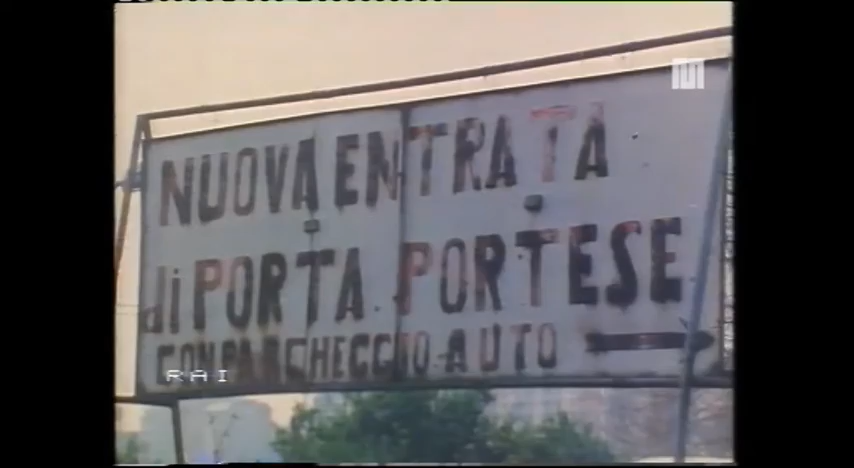 NUOVA ENTRATA
di PORTA PORTESE
CON PARCHEGGIO AUTO
RAI